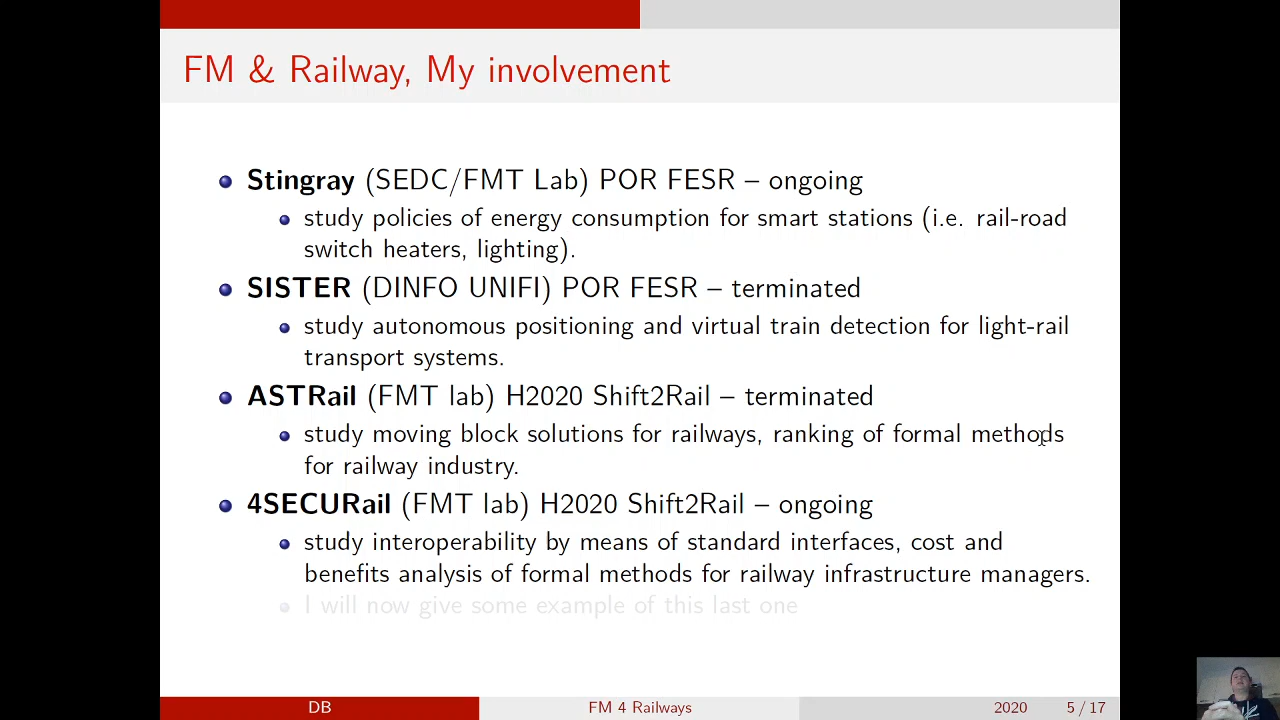 FM & Railway, My involvement
Stingray (SEDC/FMT Lab) POR FESR – ongoing
study policies of energy consumption for smart stations (i.e. rail-road
switch heaters, lighting).
SISTER (DINFO UNIFI) POR FESR – terminated
study autonomous positioning and virtual train detection for light-rail
transport systems.
ASTRail (FMT lab) H2020 Shift2Rail – terminated
study moving block solutions for railways, ranking of formal methods
for railway industry.
4SECURail (FMT lab) H2020 Shift2Rail – ongoing
study interoperability by means of standard interfaces, cost and
benefits analysis of formal methods for railway infrastructure managers.
I will now give some example of this last one
DB FM 4 Railways 2020 5 / 17